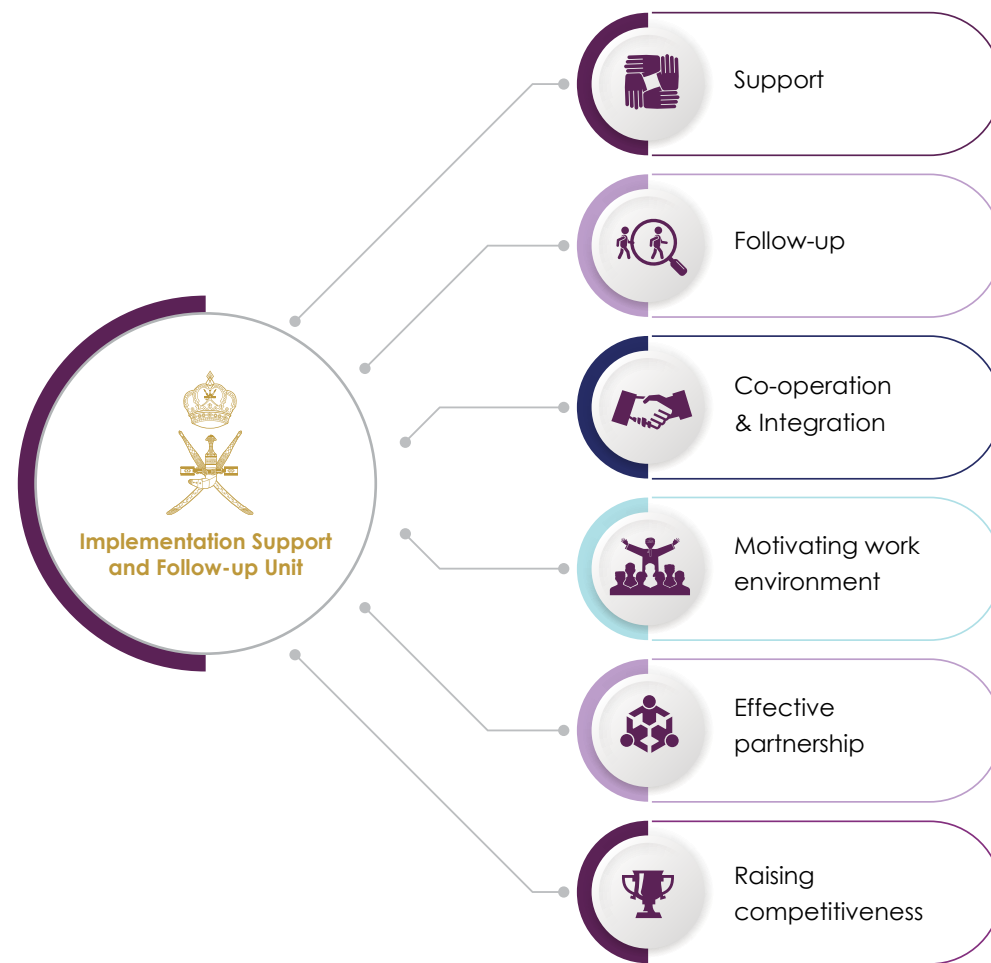 Implementation Support
and Follow-up Unit
Support
Follow-up
Co-operation
& Integration
Motivating work
environment
Effective
partnership
Raising
competitiveness